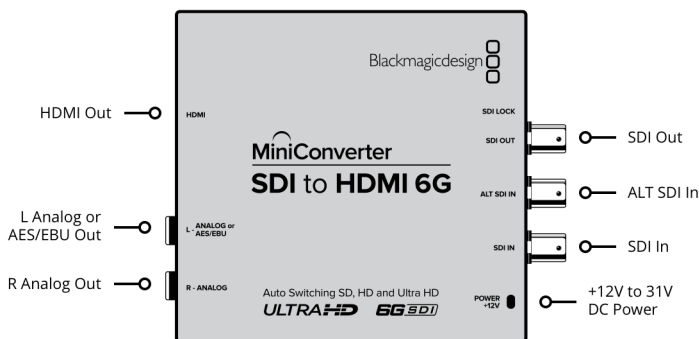 Blackmagicdesign
HDMI Out
HDMI
SDI LOCK
SDI OUT
SDI Out
MiniConverter
SDI to HDMI 6G
ALT SDI IN
ALT SDI In
L Analog or
AES/EBU Out
L - ANALOG or
AES/EBU
SDI IN
SDI In
R Analog Out
R - ANALOG
Auto Switching SD, HD and Ultra HD
ULTRA HD 6G SDI
POWER
+12V
+12V to 31V
DC Power